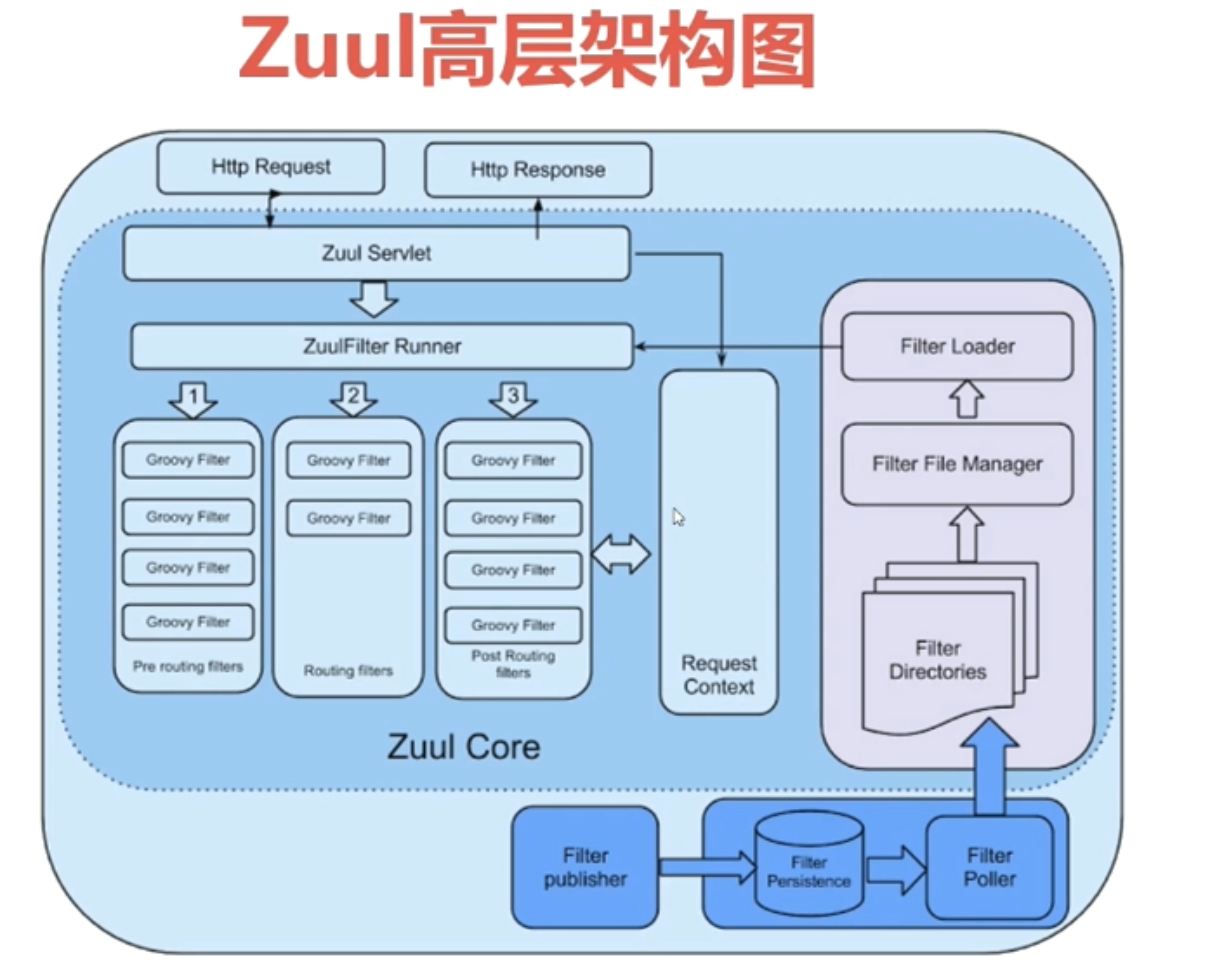 Zuul高层架构图
Http Request
Http Response
Zuul Servlet
ZuulFilter Runner
1
2
3
Groovy Filter
Groovy Filter
Groovy Filter
Groovy Filter
Pre routing filters
Groovy Filter
Groovy Filter
Routing filters
Groovy Filter
Groovy Filter
Groovy Filter
Groovy Filter
Post Routing
filters
Request
Context
Zuul Core
Filter Loader
Filter File Manager
Filter
Directories
Filter
publisher
Filter
Persistence
Filter
Poller